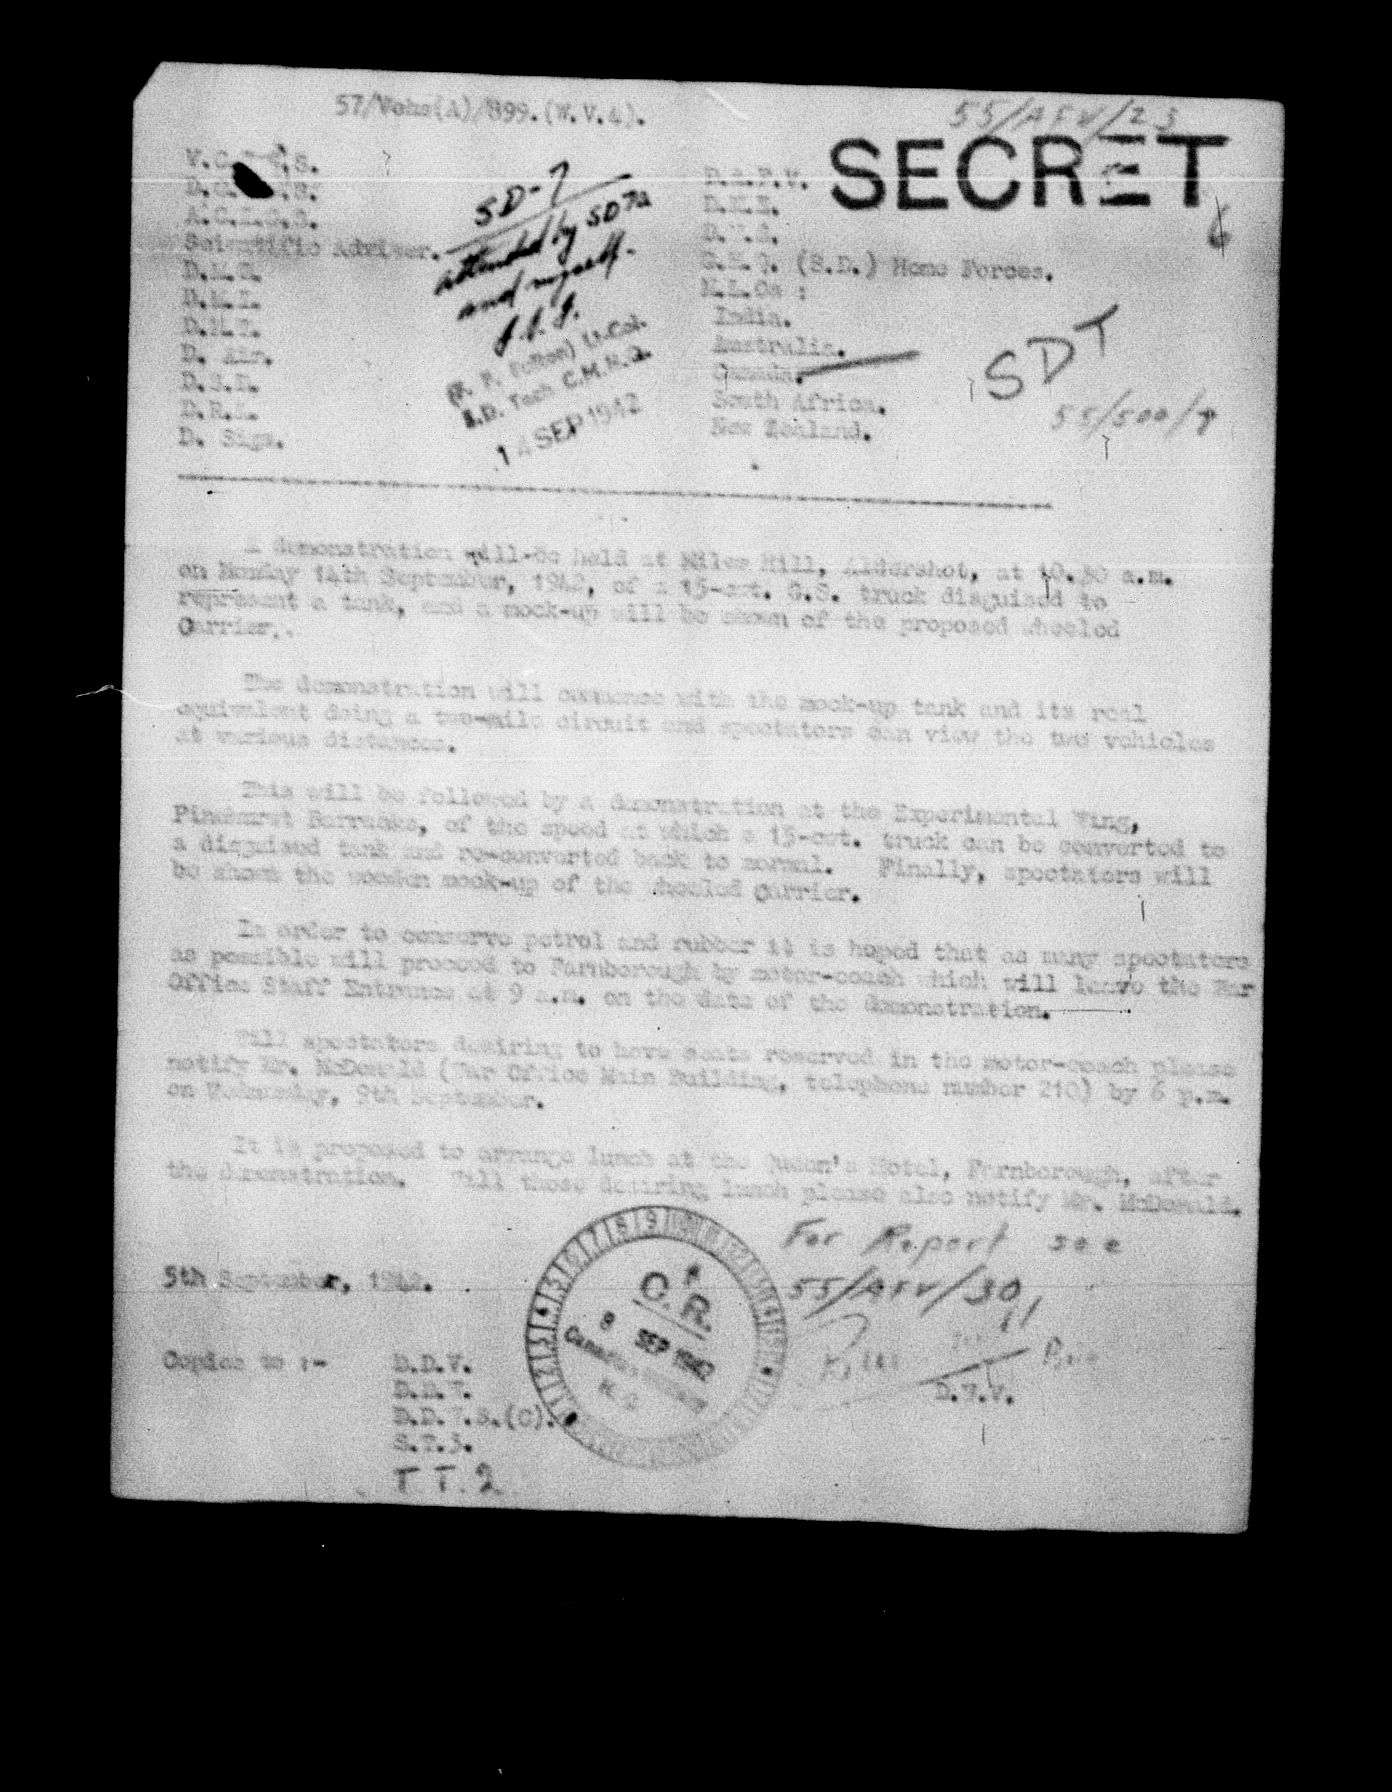 57/Vehs(A)/899.(W.V.4).
55/AFV/23
SECRET
6
A.C.I.G.S.
Scientific Adviser.
D.M.I.
D.S.D.
D.R.A.
D. Sigs.
SD-7
attended by SD7a
and myself.
Lt.Col.
S.D. Tech C.M.H.Q.
14 SEP 1942
D.A.F.V.
D.M.E.
G.H.Q. (S.D.) Home Forces.
M.L.Os :
India.
Australia.
Canada.
South Africa.
New Zealand.
SDT
55/500/9
A demonstration will be held at Miles Hill, Aldershot, at 10.30 a.m.
on Monday 14th September, 1942, of a 15-cwt. G.S. truck disguised to
represent a tank, and a mock-up will be shown of the proposed wheeled
Carrier.
The demonstration will commence with the mock-up tank and its real
equivalent doing a two-mile circuit and spectators can view the two vehicles
at various distances.
This will be followed by a demonstration at the Experimental Wing,
Pinehurst Barracks, of the speed at which a 15-cwt. truck can be converted to
a disguised tank and re-converted back to normal. Finally, spectators will
be shown the wooden mock-up of the wheeled carrier.
In order to conserve petrol and rubber it is hoped that as many spectators
as possible will proceed to Farnborough by motor-coach which will leave the War
Office Staff Entrance at 9 a.m. on the date of the demonstration.
Will spectators desiring to have seats reserved in the motor-coach please
notify Mr. McDonald (War Office Main Building, telephone number 210) by 6 p.m.
on Wednesday, 9th September.
It is proposed to arrange lunch at the Queen's Hotel, Farnborough, after
the demonstration. Will those desiring lunch please also notify Mr. McDonald.
For Report see
55/AFV/30
5th September, 1942.
C.R.
8 SEP 1942
Canadian
Copies to :-
D.D.V.
D.D.T.
S.T.3.
T T.2
D.T.V.